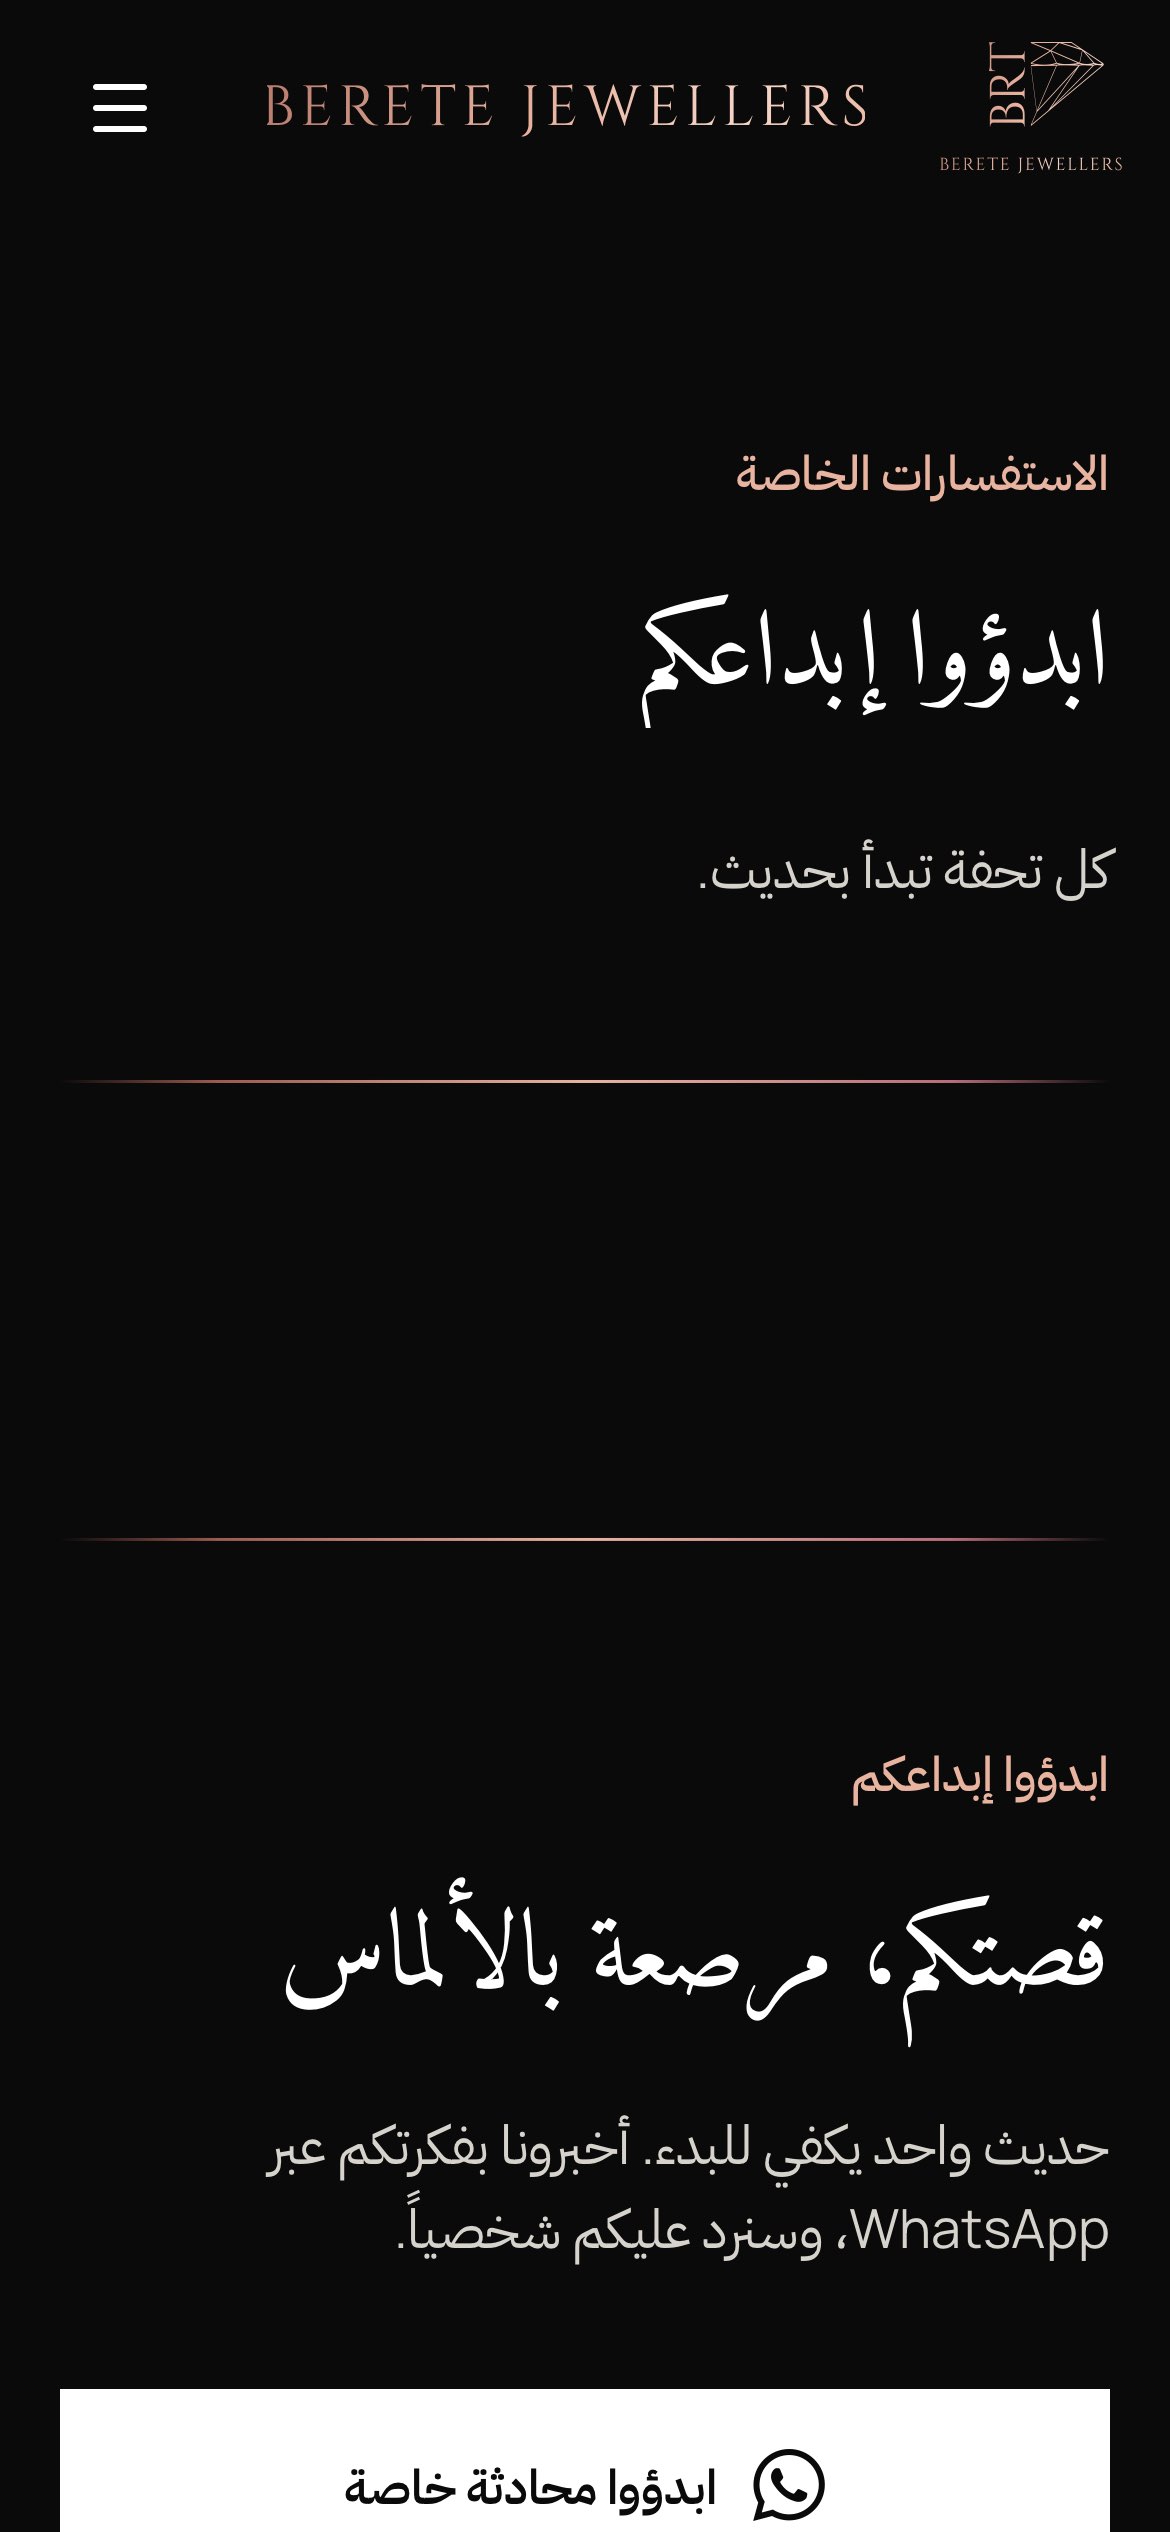 BERETE JEWELLERS
BRT
BERETE JEWELLERS
الاستفسارات الخاصة
ابدؤوا إبداعكم
كل تحفة تبدأ بحديث.
ابدؤوا إبداعكم
قصتكم، مرصعة بالألماس
حديث واحد يكفي للبدء. أخبرونا بفكرتكم عبر
WhatsApp، وسنرد عليكم شخصياً.
ابدؤوا محادثة خاصة